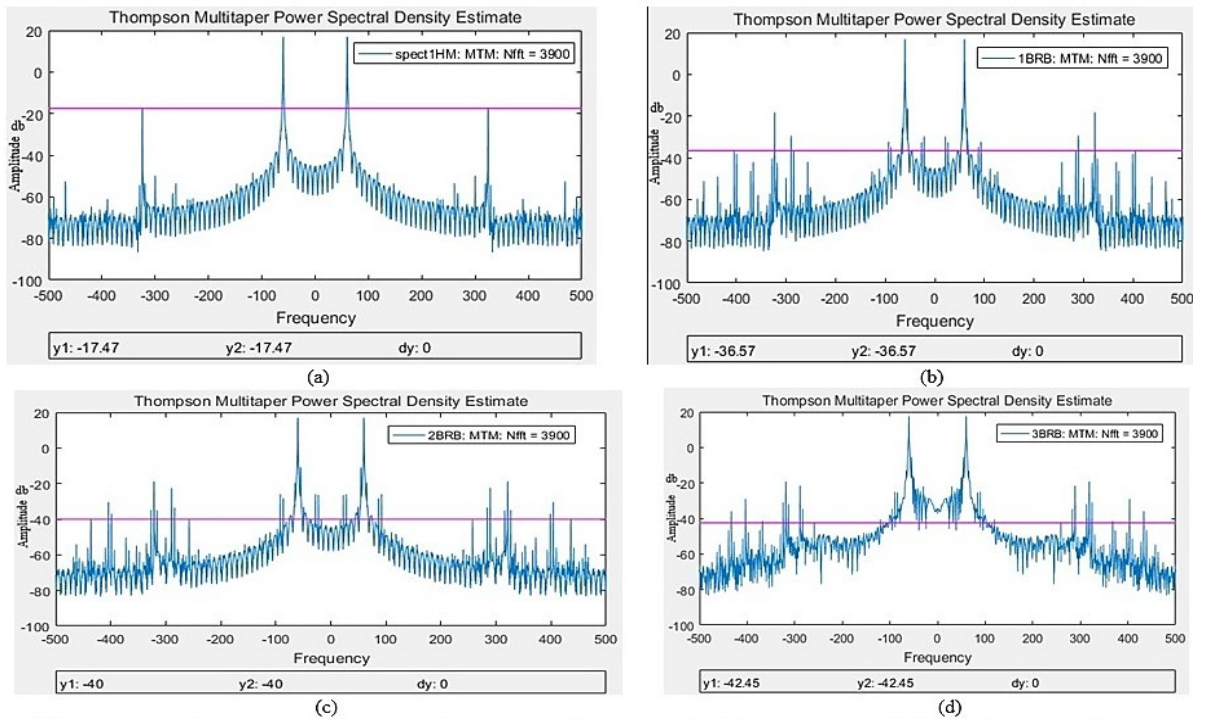 Thompson Multitaper Power Spectral Density Estimate
spect1HM: MTM: Nfft = 3900
Amplitude db
20
0
-20
-40
-60
-80
-100
-500 -400 -300 -200 -100 0 100 200 300 400 500
Frequency
y1: -17.47 y2: -17.47 dy: 0
(a)
Thompson Multitaper Power Spectral Density Estimate
1BRB: MTM: Nfft = 3900
Amplitude db
20
0
-20
-40
-60
-80
-100
-500 -400 -300 -200 -100 0 100 200 300 400 500
Frequency
y1: -36.57 y2: -36.57 dy: 0
(b)
Thompson Multitaper Power Spectral Density Estimate
2BRB: MTM: Nfft = 3900
Amplitude db
20
0
-20
-40
-60
-80
-100
-500 -400 -300 -200 -100 0 100 200 300 400 500
Frequency
y1: -40 y2: -40 dy: 0
(c)
Thompson Multitaper Power Spectral Density Estimate
3BRB: MTM: Nfft = 3900
Amplitude db
20
0
-20
-40
-60
-80
-100
-500 -400 -300 -200 -100 0 100 200 300 400 500
Frequency
y1: -42.45 y2: -42.45 dy: 0
(d)